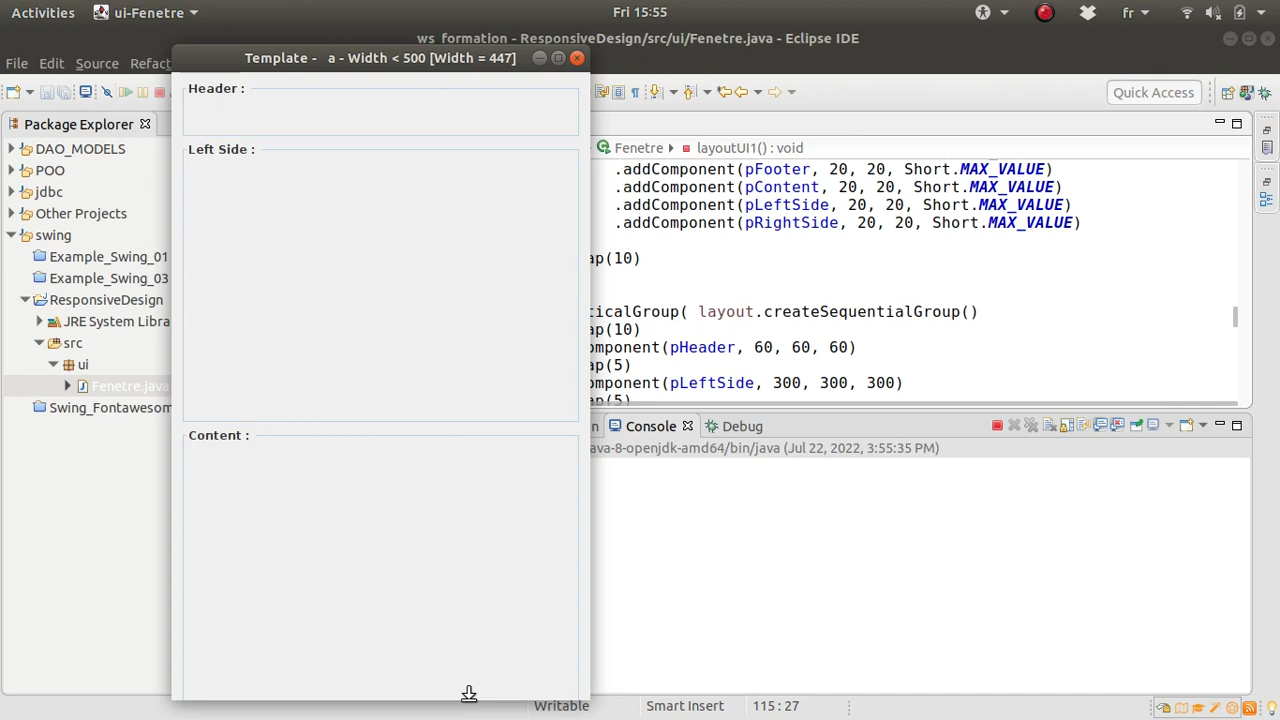 Activities ui-Fenetre Fri 15:55 fr
ws_formation - ResponsiveDesign/src/ui/Fenetre.java - Eclipse IDE
File Edit Source Refact
Template - a - Width < 500 [Width = 447]
Quick Access
Package Explorer
DAO_MODELS
POO
jdbc
Other Projects
swing
Example_Swing_01
Example_Swing_03
ResponsiveDesign
JRE System Libra
src
ui
Fenetre.java
Swing_Fontawesom
Header :
Left Side :
Content :
Fenetre layoutUI1() : void
.addComponent(pFooter, 20, 20, Short.MAX_VALUE)
.addComponent(pContent, 20, 20, Short.MAX_VALUE)
.addComponent(pLeftSide, 20, 20, Short.MAX_VALUE)
.addComponent(pRightSide, 20, 20, Short.MAX_VALUE)
ap(10)
ticalGroup( layout.createSequentialGroup()
ap(10)
omponent(pHeader, 60, 60, 60)
ap(5)
omponent(pLeftSide, 300, 300, 300)
ap(5)
n Console Debug
ava-8-openjdk-amd64/bin/java (Jul 22, 2022, 3:55:35 PM)
Writable Smart Insert 115 : 27